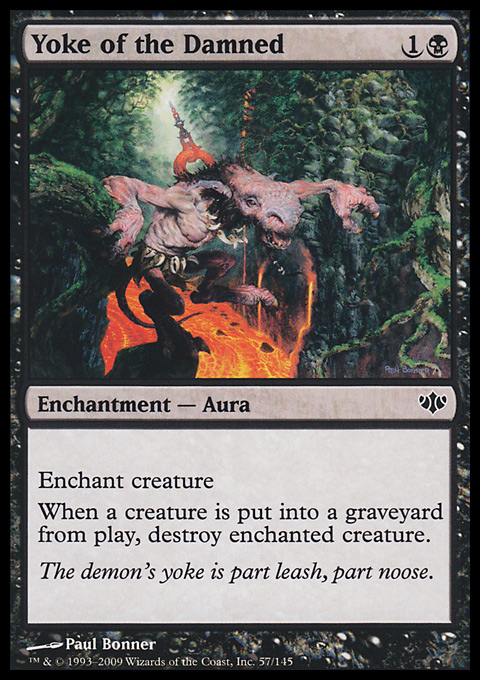 Yoke of the Damned 1
Enchantment — Aura
Enchant creature
When a creature is put into a graveyard
from play, destroy enchanted creature.
The demon's yoke is part leash, part noose.
Paul Bonner
™ & © 1993–2009 Wizards of the Coast, Inc. 57/145